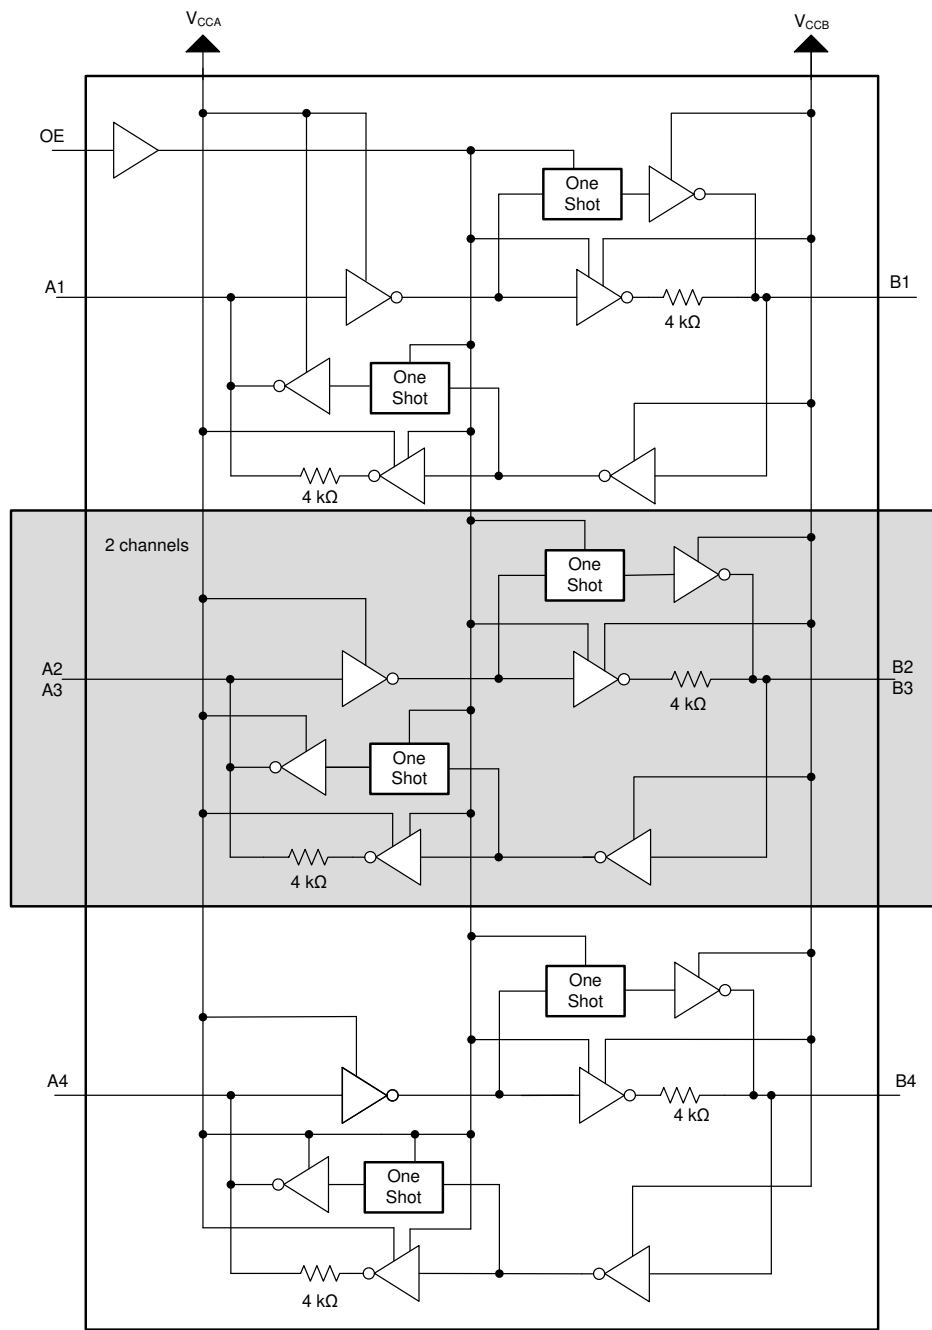 VCCA
VCCB
OE
One
Shot
A1
B1
4 kΩ
One
Shot
4 kΩ
2 channels
One
Shot
A2
A3
B2
B3
4 kΩ
One
Shot
4 kΩ
One
Shot
A4
B4
4 kΩ
One
Shot
4 kΩ